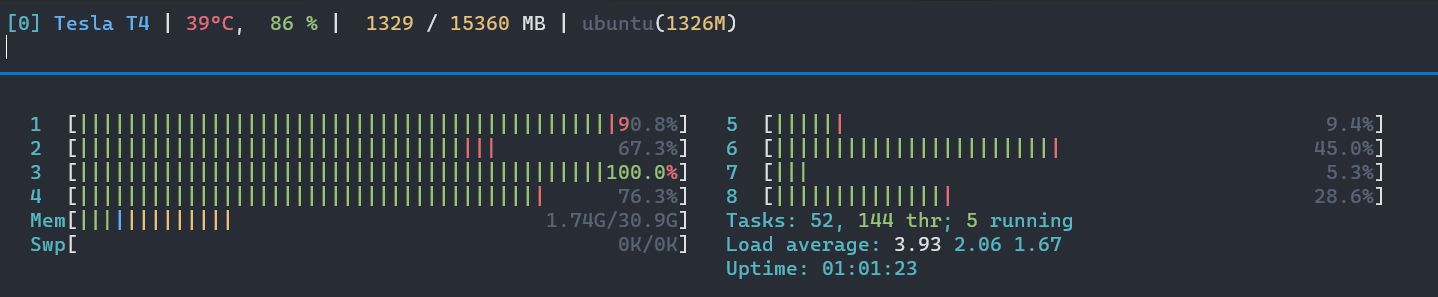 [0] Tesla T4 | 39°C,  86 % |  1329 / 15360 MB | ubuntu(1326M)
1  [||||||||||||||||||||||||||||||||||||||||||||||90.8%]
2  [|||||||||||||||||||||||||||||||||||          67.3%]
3  [||||||||||||||||||||||||||||||||||||||||||||100.0%]
4  [|||||||||||||||||||||||||||||||||||||||      76.3%]
Mem[|||||||||||||                          1.74G/30.9G]
Swp[                                             0K/0K]
5  [||||||                                        9.4%]
6  [||||||||||||||||||||||||                     45.0%]
7  [|||                                           5.3%]
8  [|||||||||||||||                              28.6%]
Tasks: 52, 144 thr; 5 running
Load average: 3.93 2.06 1.67
Uptime: 01:01:23